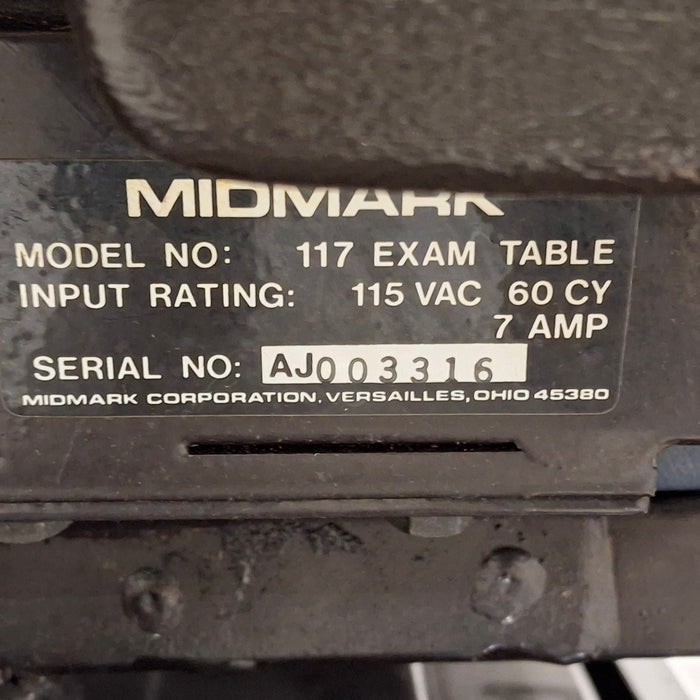 MIDMARK
MODEL NO: 117 EXAM TABLE
INPUT RATING: 115 VAC 60 CY
7 AMP
SERIAL NO: AJ003316
MIDMARK CORPORATION, VERSAILLES, OHIO 45380